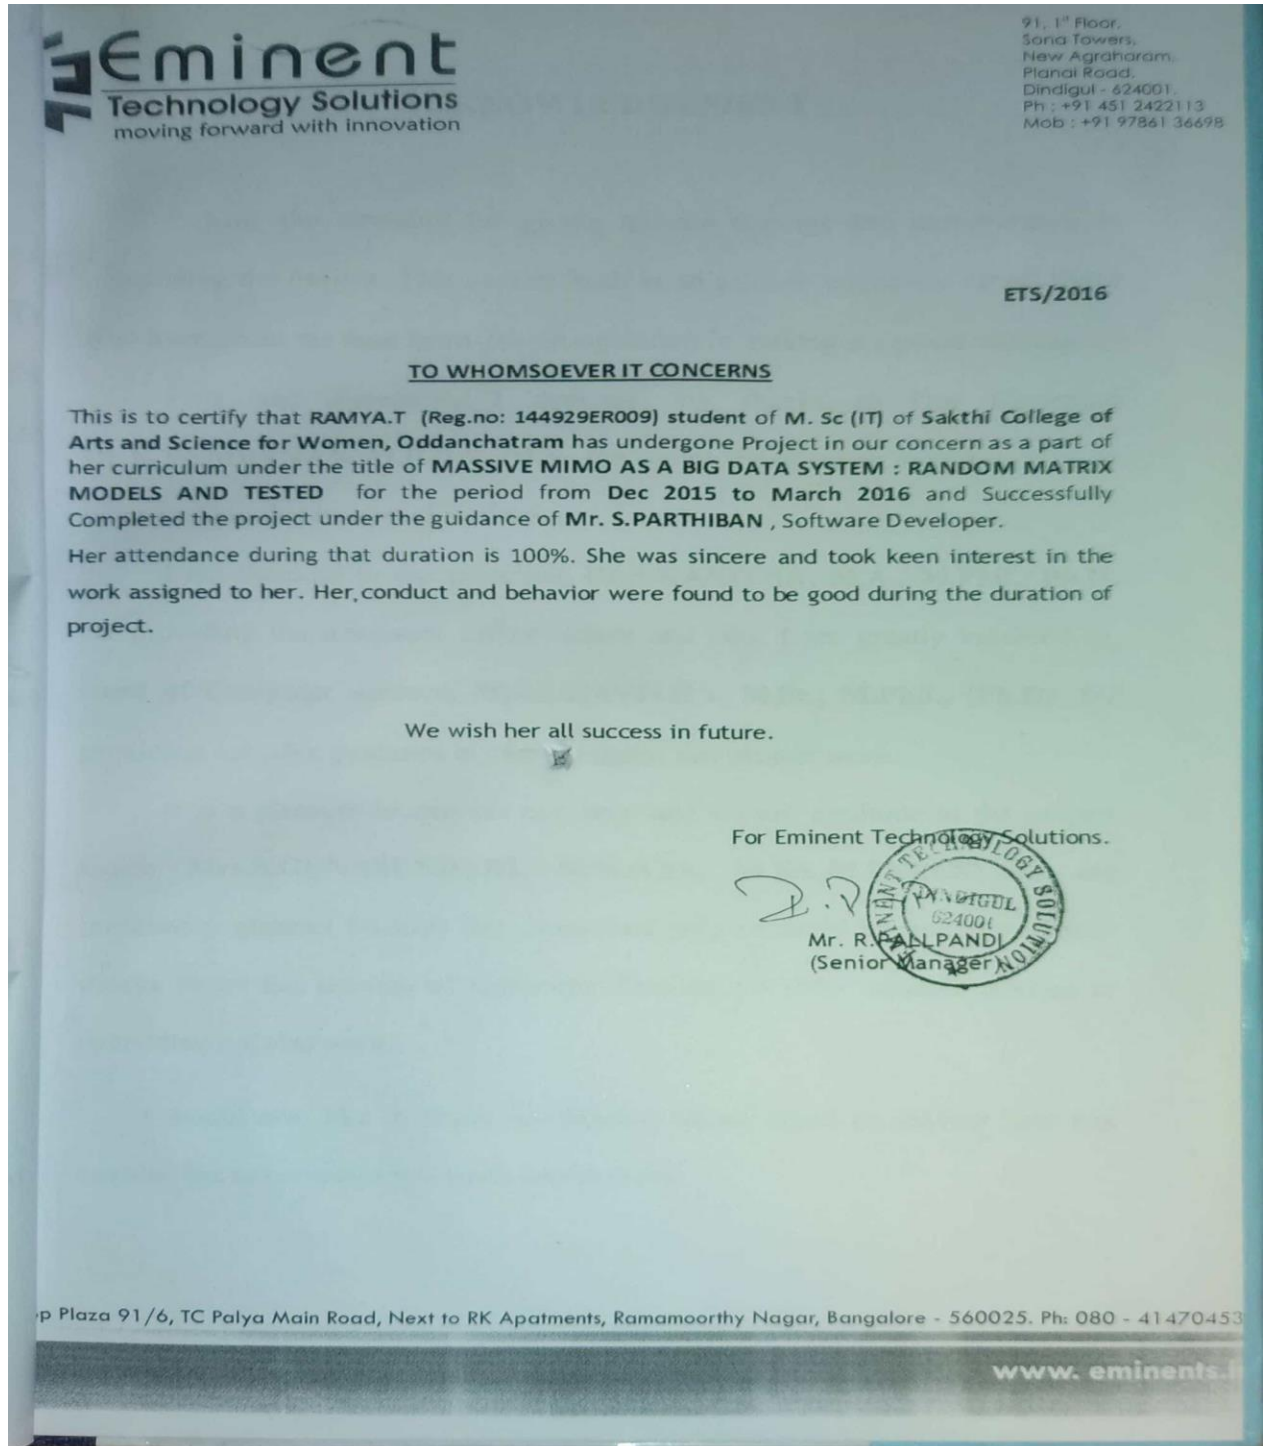 Eminent
Technology Solutions
moving forward with innovation
91, 1st Floor,
Sona Towers,
New Agraharam,
Planai Road,
Dindigul - 624001.
Ph : +91 451 2422113
Mob : +91 97861 36698
ETS/2016
TO WHOMSOEVER IT CONCERNS
This is to certify that RAMYA.T (Reg.no: 144929ER009) student of M. Sc (IT) of Sakthi College of
Arts and Science for Women, Oddanchatram has undergone Project in our concern as a part of
her curriculum under the title of MASSIVE MIMO AS A BIG DATA SYSTEM : RANDOM MATRIX
MODELS AND TESTED for the period from Dec 2015 to March 2016 and Successfully
Completed the project under the guidance of Mr. S.PARTHIBAN , Software Developer.
Her attendance during that duration is 100%. She was sincere and took keen interest in the
work assigned to her. Her conduct and behavior were found to be good during the duration of
project.
We wish her all success in future.
For Eminent Technology Solutions.
EMINENT TECHNOLOGY SOLUTION
DINDIGUL
624001
Mr. R.PALLPANDI
(Senior Manager)
p Plaza 91/6, TC Palya Main Road, Next to RK Apatments, Ramamoorthy Nagar, Bangalore - 560025. Ph: 080 - 41470453
www. eminents.i